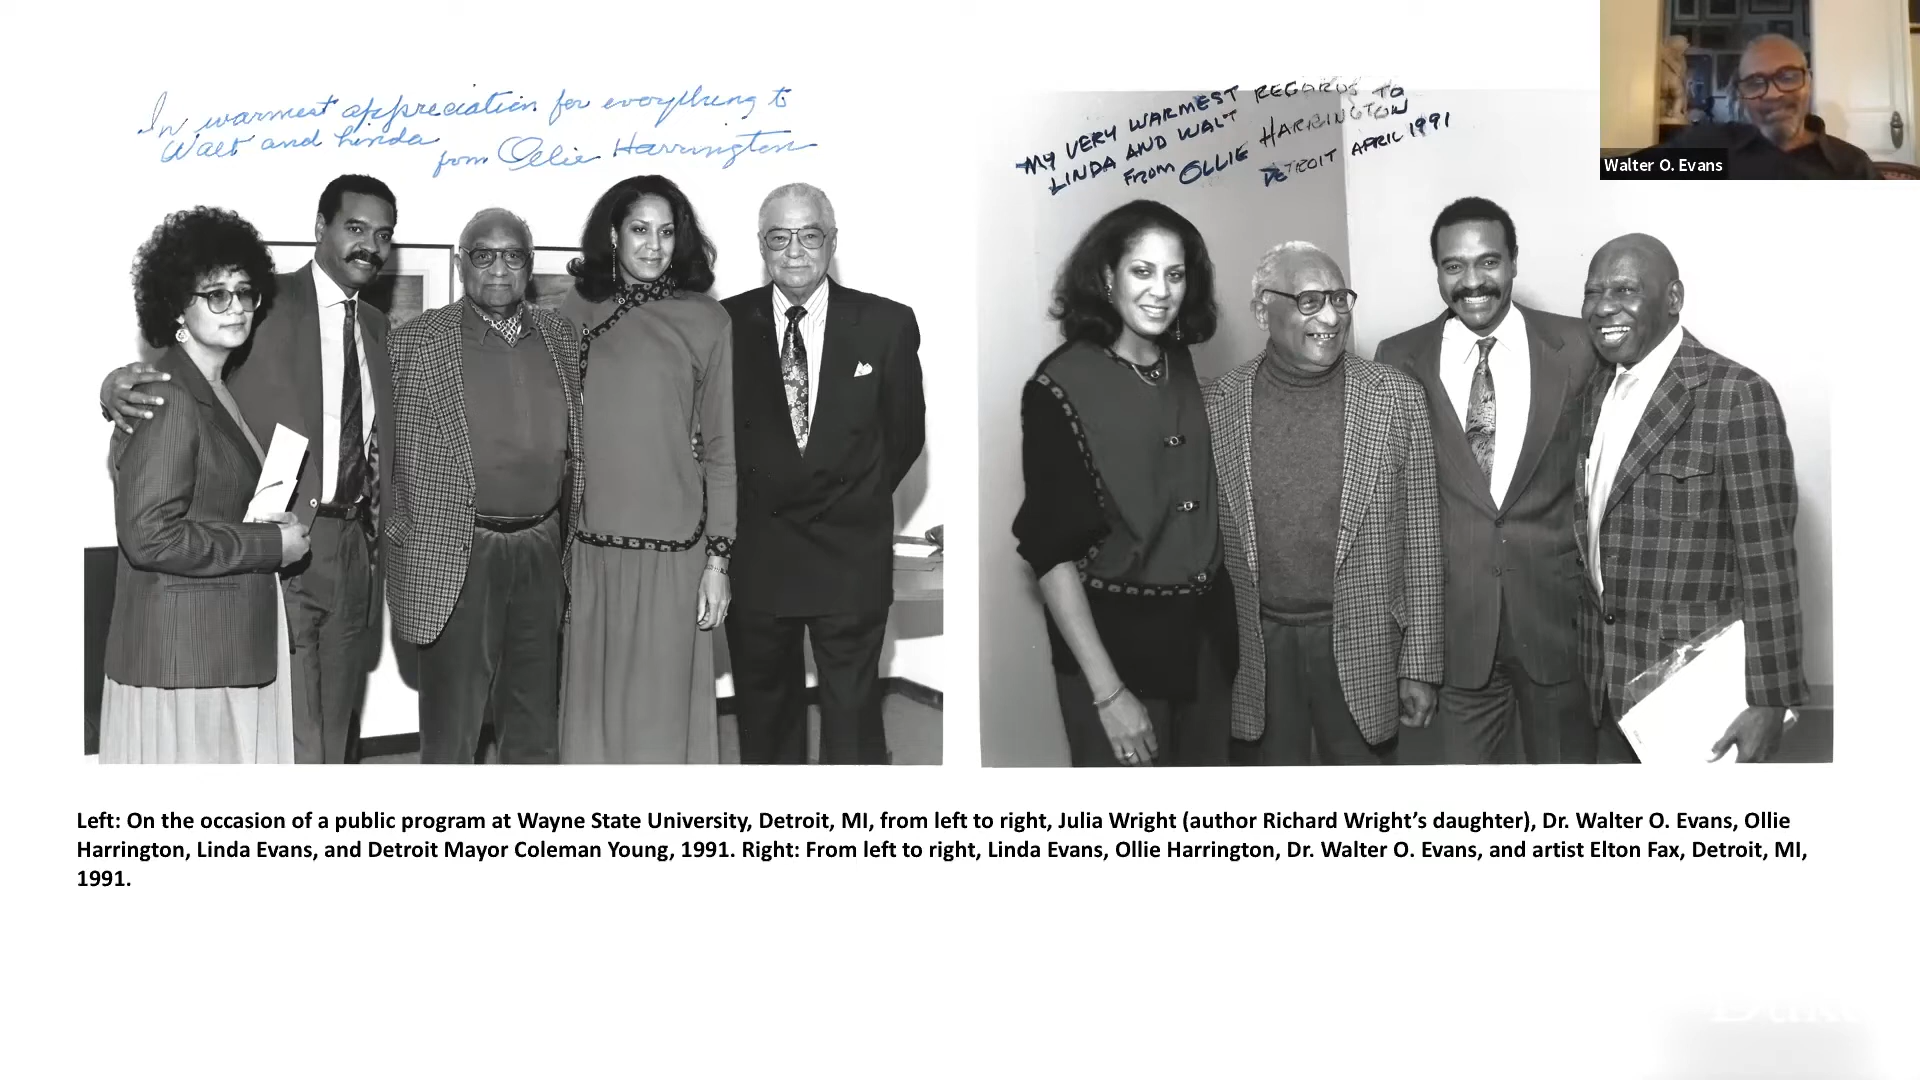 In warmest appreciation for everything to
Walt and Linda
from Ollie Harrington
MY VERY WARMEST REGARDS TO
LINDA AND WALT
FROM OLLIE HARRINGTON
DETROIT APRIL 1991
Walter O. Evans
Left: On the occasion of a public program at Wayne State University, Detroit, MI, from left to right, Julia Wright (author Richard Wright’s daughter), Dr. Walter O. Evans, Ollie
Harrington, Linda Evans, and Detroit Mayor Coleman Young, 1991. Right: From left to right, Linda Evans, Ollie Harrington, Dr. Walter O. Evans, and artist Elton Fax, Detroit, MI,
1991.